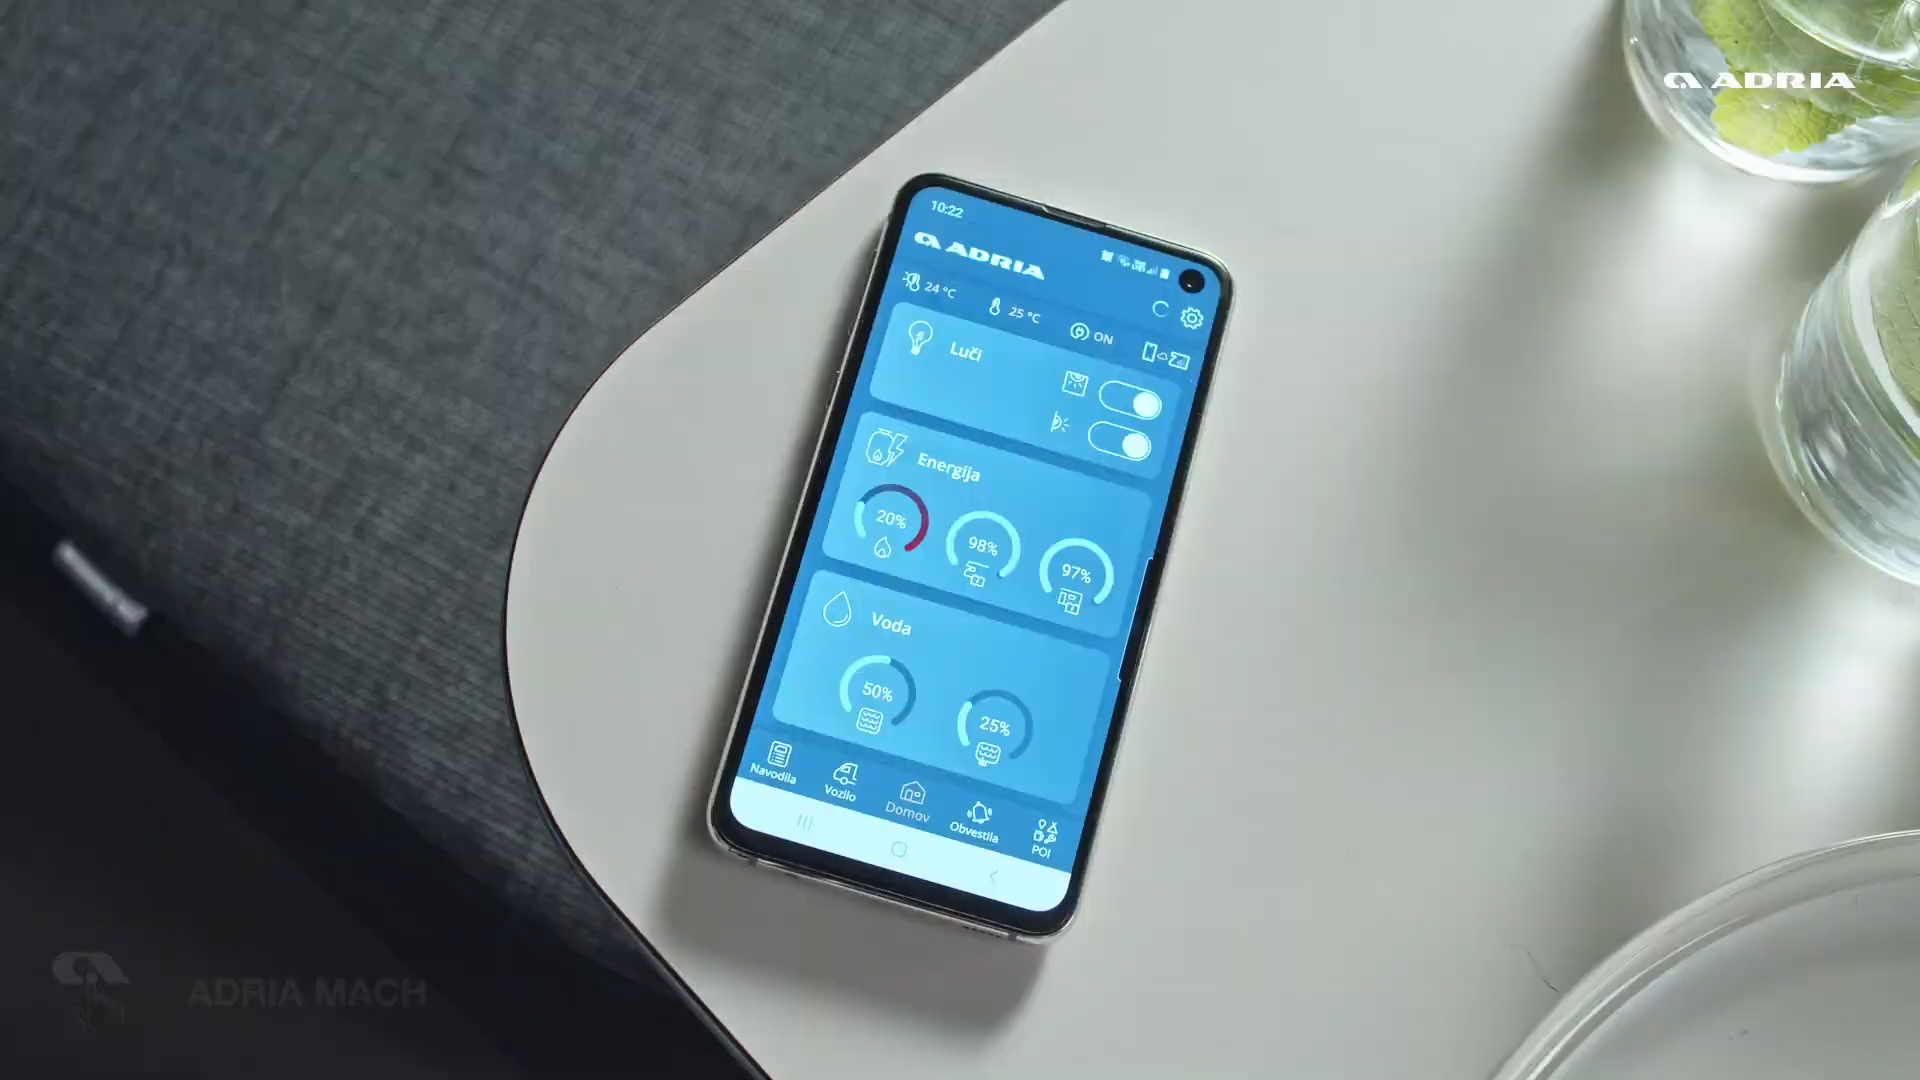 ADRIA
10:22
ADRIA
24 °C
25 °C
ON
Luči
Energija
20%
98%
97%
Voda
50%
25%
Navodila
Vozilo
Domov
Obvestila
POI
ADRIA MACH